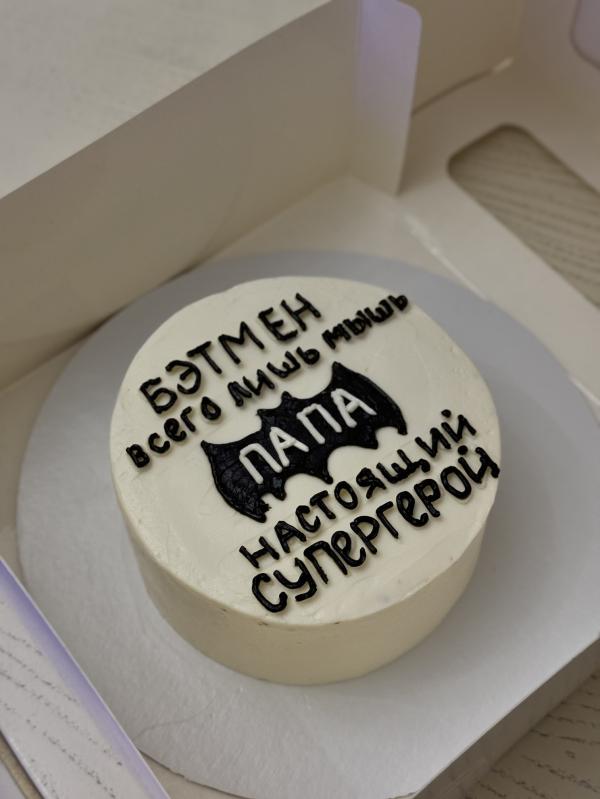 БЭТМЕН
всего лишь мышь
ПАПА
НАСТОЯЩИЙ
СУПЕРГЕРОЙ